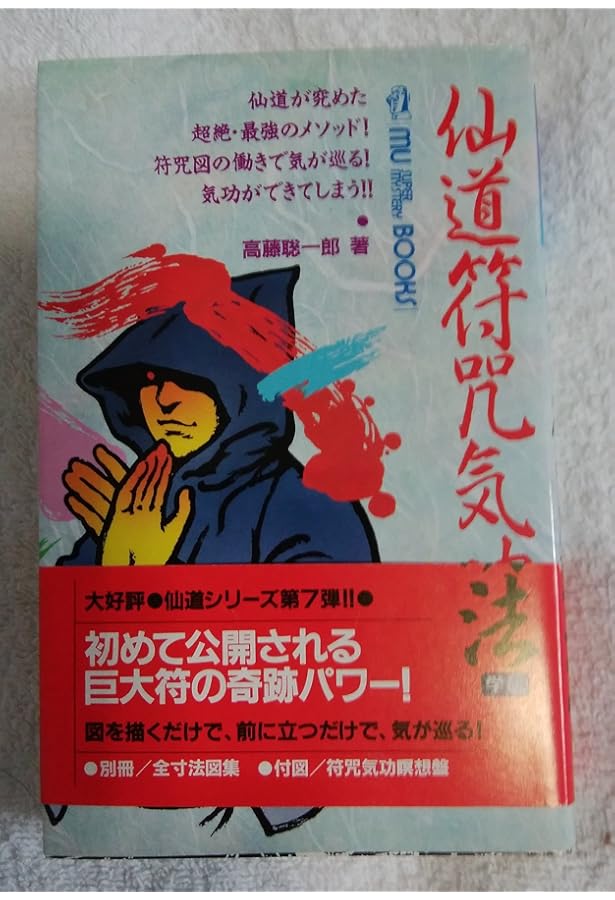 仙道が究めた
超絶・最強のメソッド!
符咒図の働きで気が巡る!
気功ができてしまう!!
●
高藤聡一郎 著
mu SUPER MYSTERY BOOKS
仙道符咒気功法
大好評●仙道シリーズ第7弾!!●
初めて公開される
巨大符の奇跡パワー!
図を描くだけで、前に立つだけで、気が巡る!
●別冊/全寸法図集 ●付図/符咒気功瞑想盤